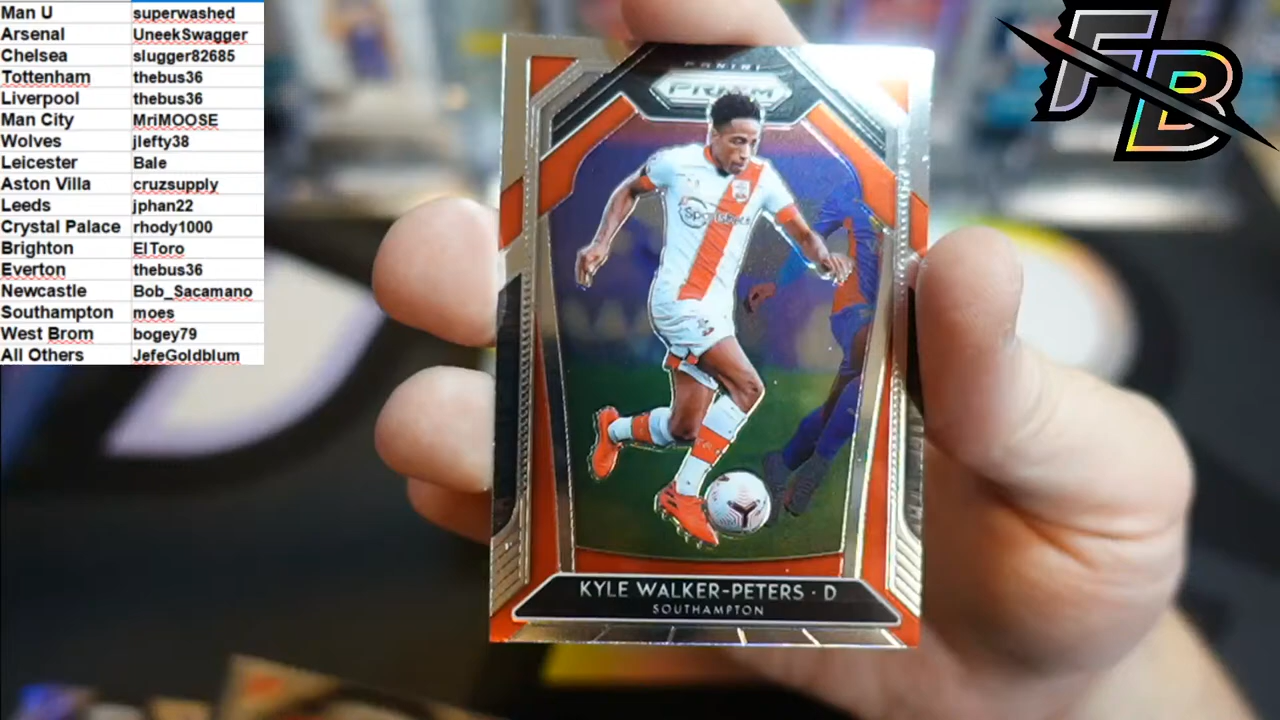 Man U superwashed
Arsenal UneekSwagger
Chelsea slugger82685
Tottenham thebus36
Liverpool thebus36
Man City MriMOOSE
Wolves jlefty38
Leicester Bale
Aston Villa cruzsupply
Leeds jphan22
Crystal Palace rhody1000
Brighton ElToro
Everton thebus36
Newcastle Bob_Sacamano
Southampton moes
West Brom bogey79
All Others JefeGoldblum
FB
PANINI
PRIZM
KYLE WALKER-PETERS · D
SOUTHAMPTON